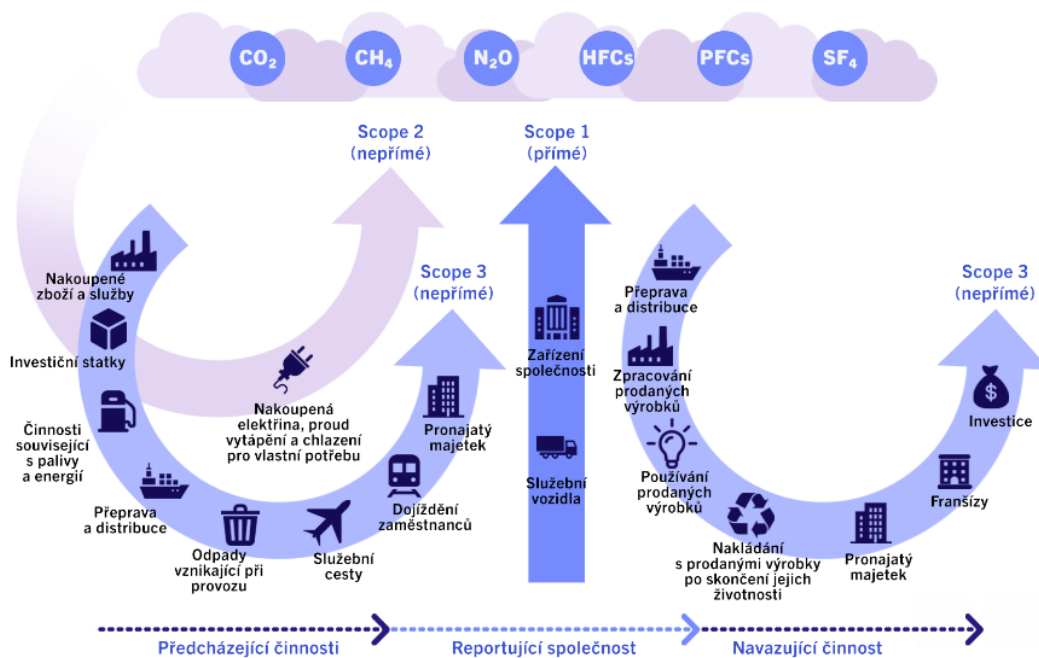 CO₂ CH₄ N₂O HFCs PFCs SF₄
Scope 2
(nepřímé)
Scope 1
(přímé)
Scope 3
(nepřímé)
Scope 3
(nepřímé)
Nakoupené
zboží a služby
Investiční statky
Činnosti
související
s palivy
a energií
Přeprava
a distribuce
Odpady
vznikající při
provozu
Služební
cesty
Dojíždění
zaměstnanců
Pronajatý
majetek
Nakoupená
elektřina, proud
vytápění a chlazení
pro vlastní potřebu
Zařízení
společnosti
Služební
vozidla
Přeprava
a distribuce
Zpracování
prodaných
výrobků
Používání
prodaných
výrobků
Nakládání
s prodanými výrobky
po skončení jejich
životnosti
Pronajatý
majetek
Franšízy
Investice
Předcházející činnosti
Reportující společnost
Navazující činnost